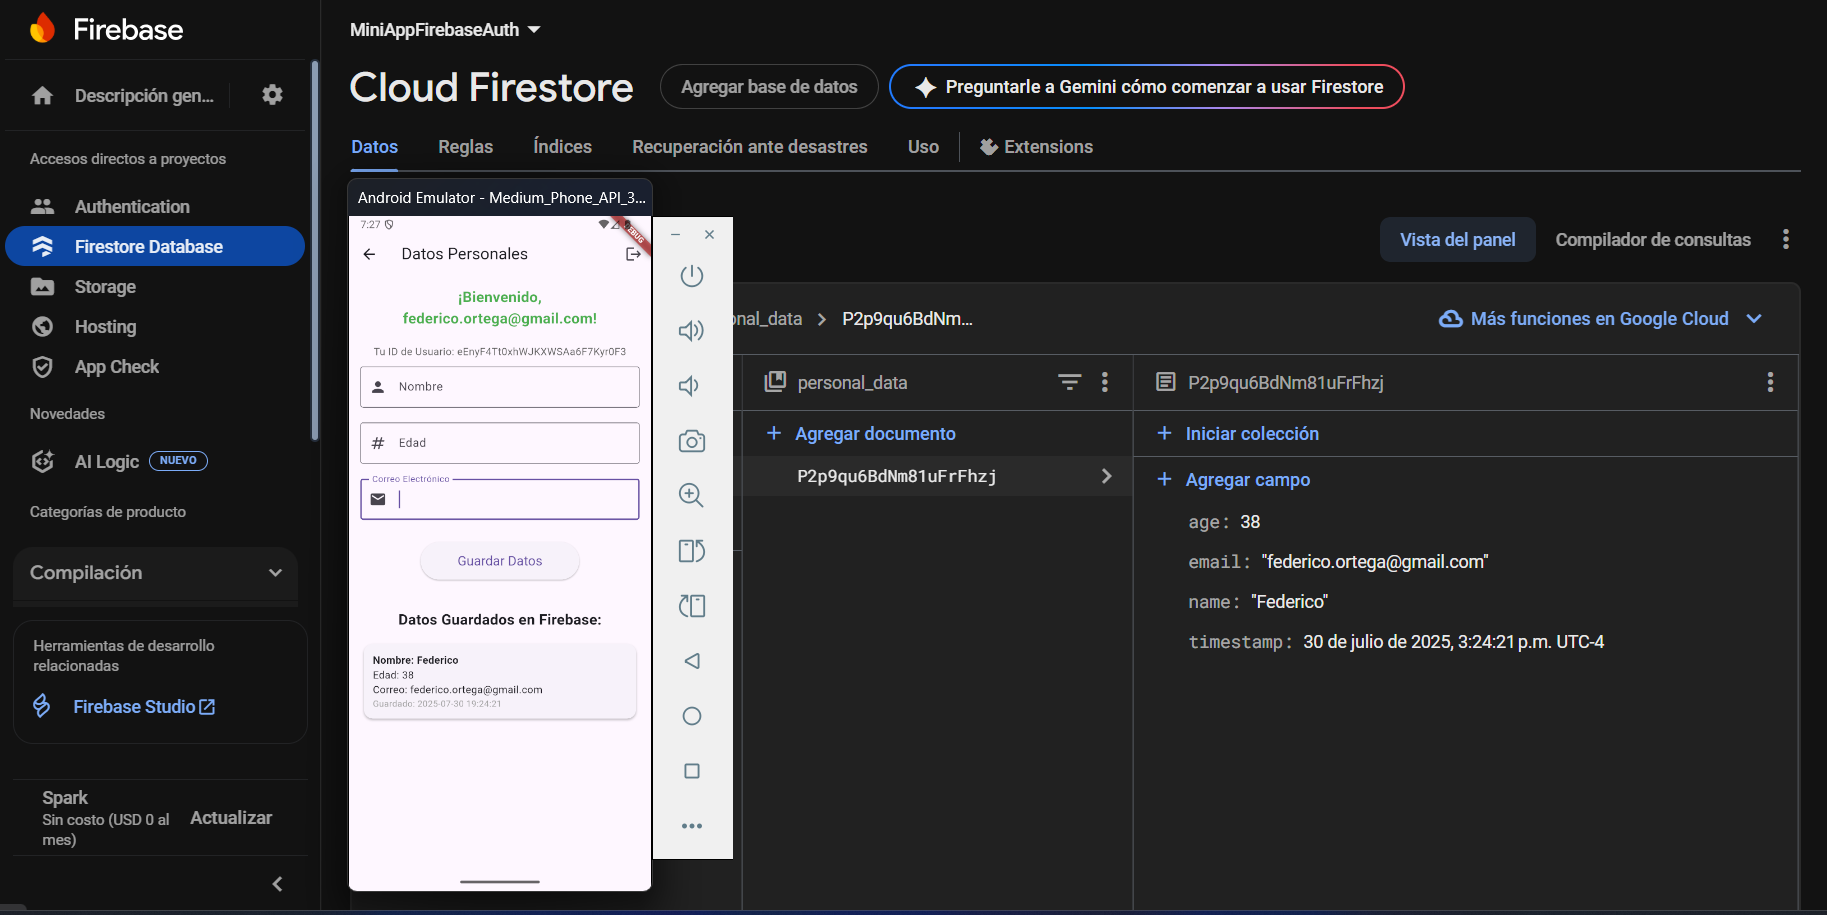 Firebase
Descripción gen...
Accesos directos a proyectos
Authentication
Firestore Database
Storage
Hosting
App Check
Novedades
AI Logic NUEVO
Categorías de producto
Compilación
Herramientas de desarrollo
relacionadas
Firebase Studio
Spark
Sin costo (USD 0 al
mes)
Actualizar
MiniAppFirebaseAuth
Cloud Firestore
Agregar base de datos
Preguntarle a Gemini cómo comenzar a usar Firestore
Datos
Reglas
Índices
Recuperación ante desastres
Uso
Extensions
Android Emulator - Medium_Phone_API_3...
7:27
DEBUG
Datos Personales
¡Bienvenido,
federico.ortega@gmail.com!
Tu ID de Usuario: eEnyF4Tt0xhWJKXWSAa6F7Kyr0F3
Nombre
Edad
Correo Electrónico
Guardar Datos
Datos Guardados en Firebase:
Nombre: Federico
Edad: 38
Correo: federico.ortega@gmail.com
Guardado: 2025-07-30 19:24:21
Vista del panel
Compilador de consultas
onal_data > P2p9qu6BdNm...
Más funciones en Google Cloud
personal_data
Agregar documento
P2p9qu6BdNm81uFrFhzj
P2p9qu6BdNm81uFrFhzj
Iniciar colección
Agregar campo
age: 38
email: "federico.ortega@gmail.com"
name: "Federico"
timestamp: 30 de julio de 2025, 3:24:21 p.m. UTC-4